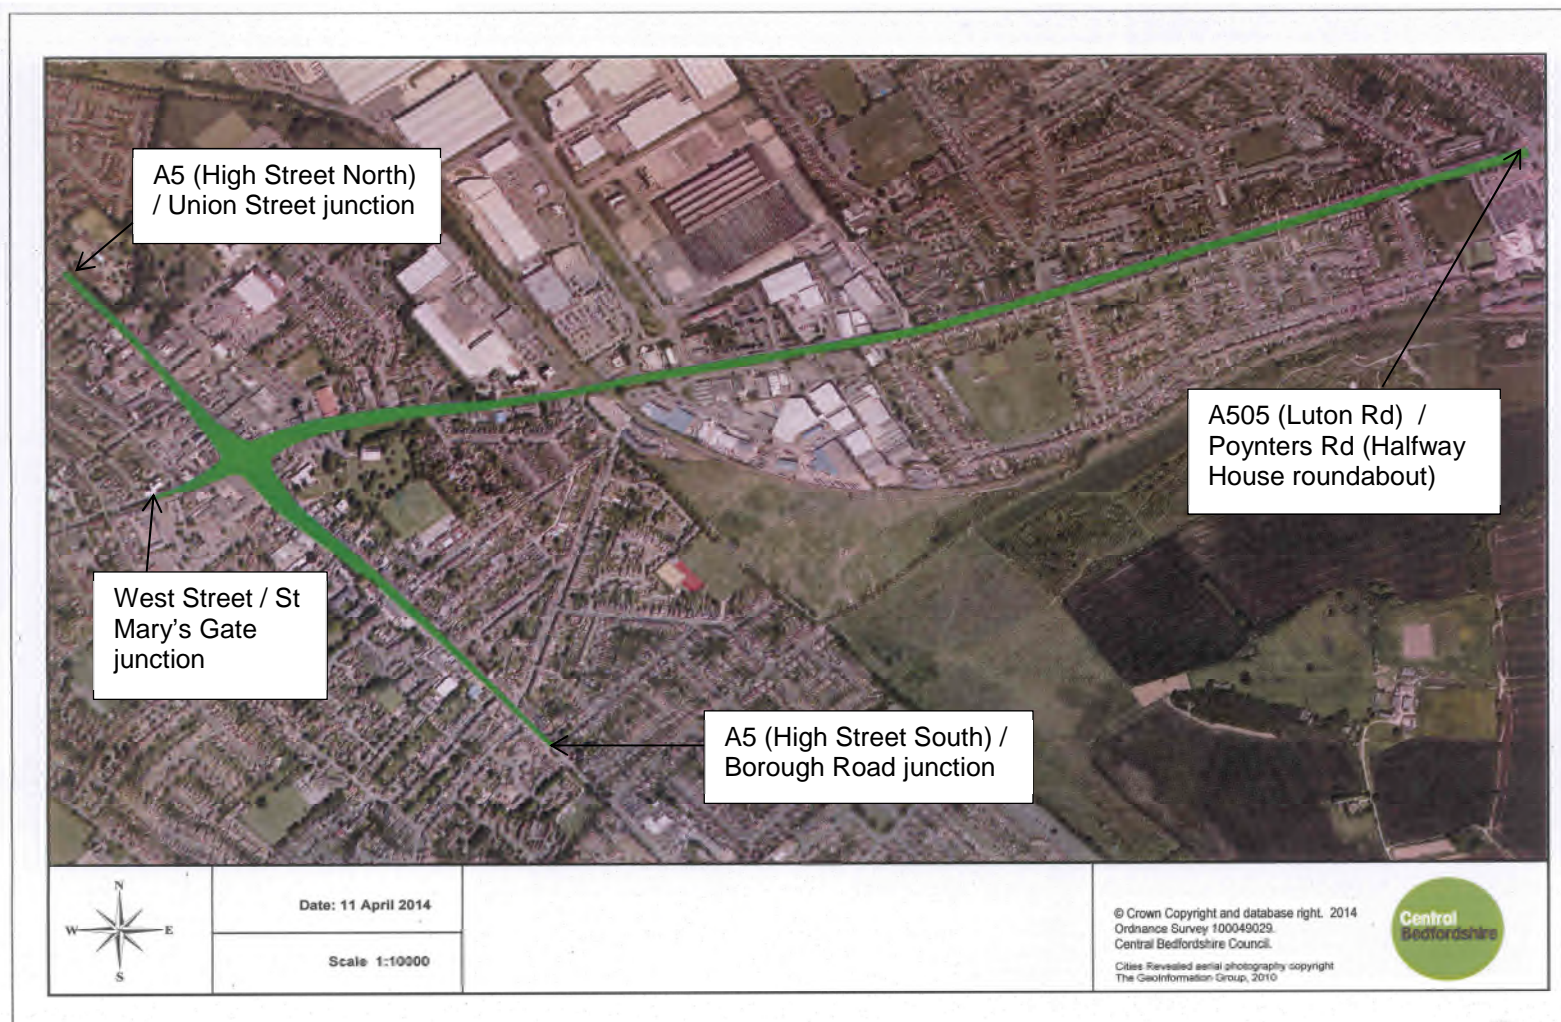 A5 (High Street North)
/ Union Street junction
A505 (Luton Rd) /
Poynters Rd (Halfway
House roundabout)
West Street / St
Mary’s Gate
junction
A5 (High Street South) /
Borough Road junction
N
W
E
S
Date: 11 April 2014
Scale 1:10000
© Crown Copyright and database right. 2014
Ordnance Survey 100049029.
Central Bedfordshire Council.
Cities Revealed aerial photography copyright
The GeoInformation Group, 2010
Central
Bedfordshire